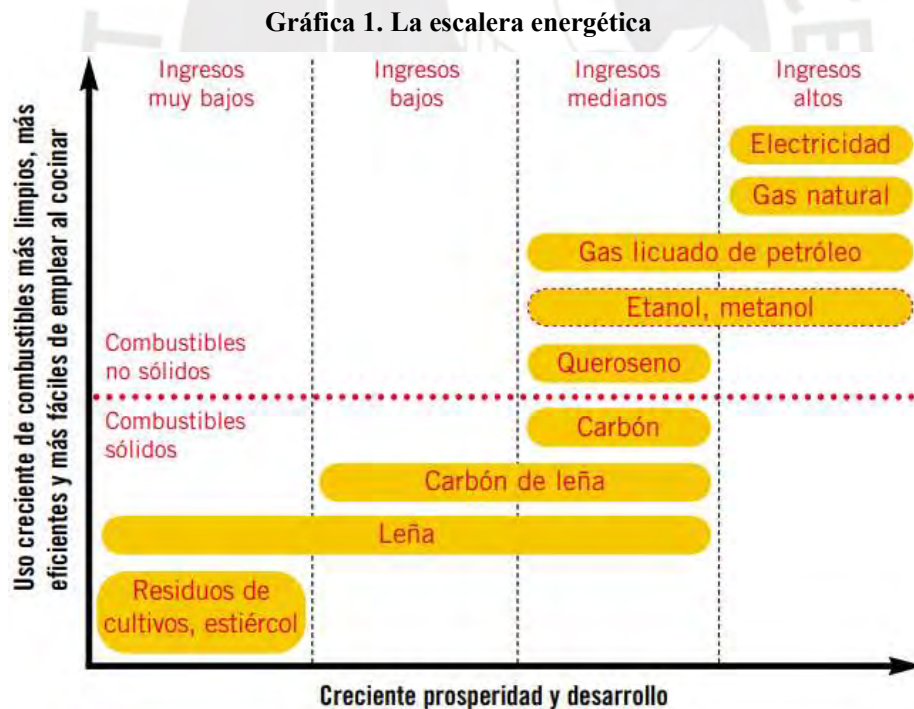 Gráfica 1. La escalera energética
Uso creciente de combustibles más limpios, más
eficientes y más fáciles de emplear al cocinar
Ingresos
muy bajos
Ingresos
bajos
Ingresos
medianos
Ingresos
altos
Electricidad
Gas natural
Gas licuado de petróleo
Etanol, metanol
Combustibles
no sólidos
Queroseno
Combustibles
sólidos
Carbón
Carbón de leña
Leña
Residuos de
cultivos, estiércol
Creciente prosperidad y desarrollo